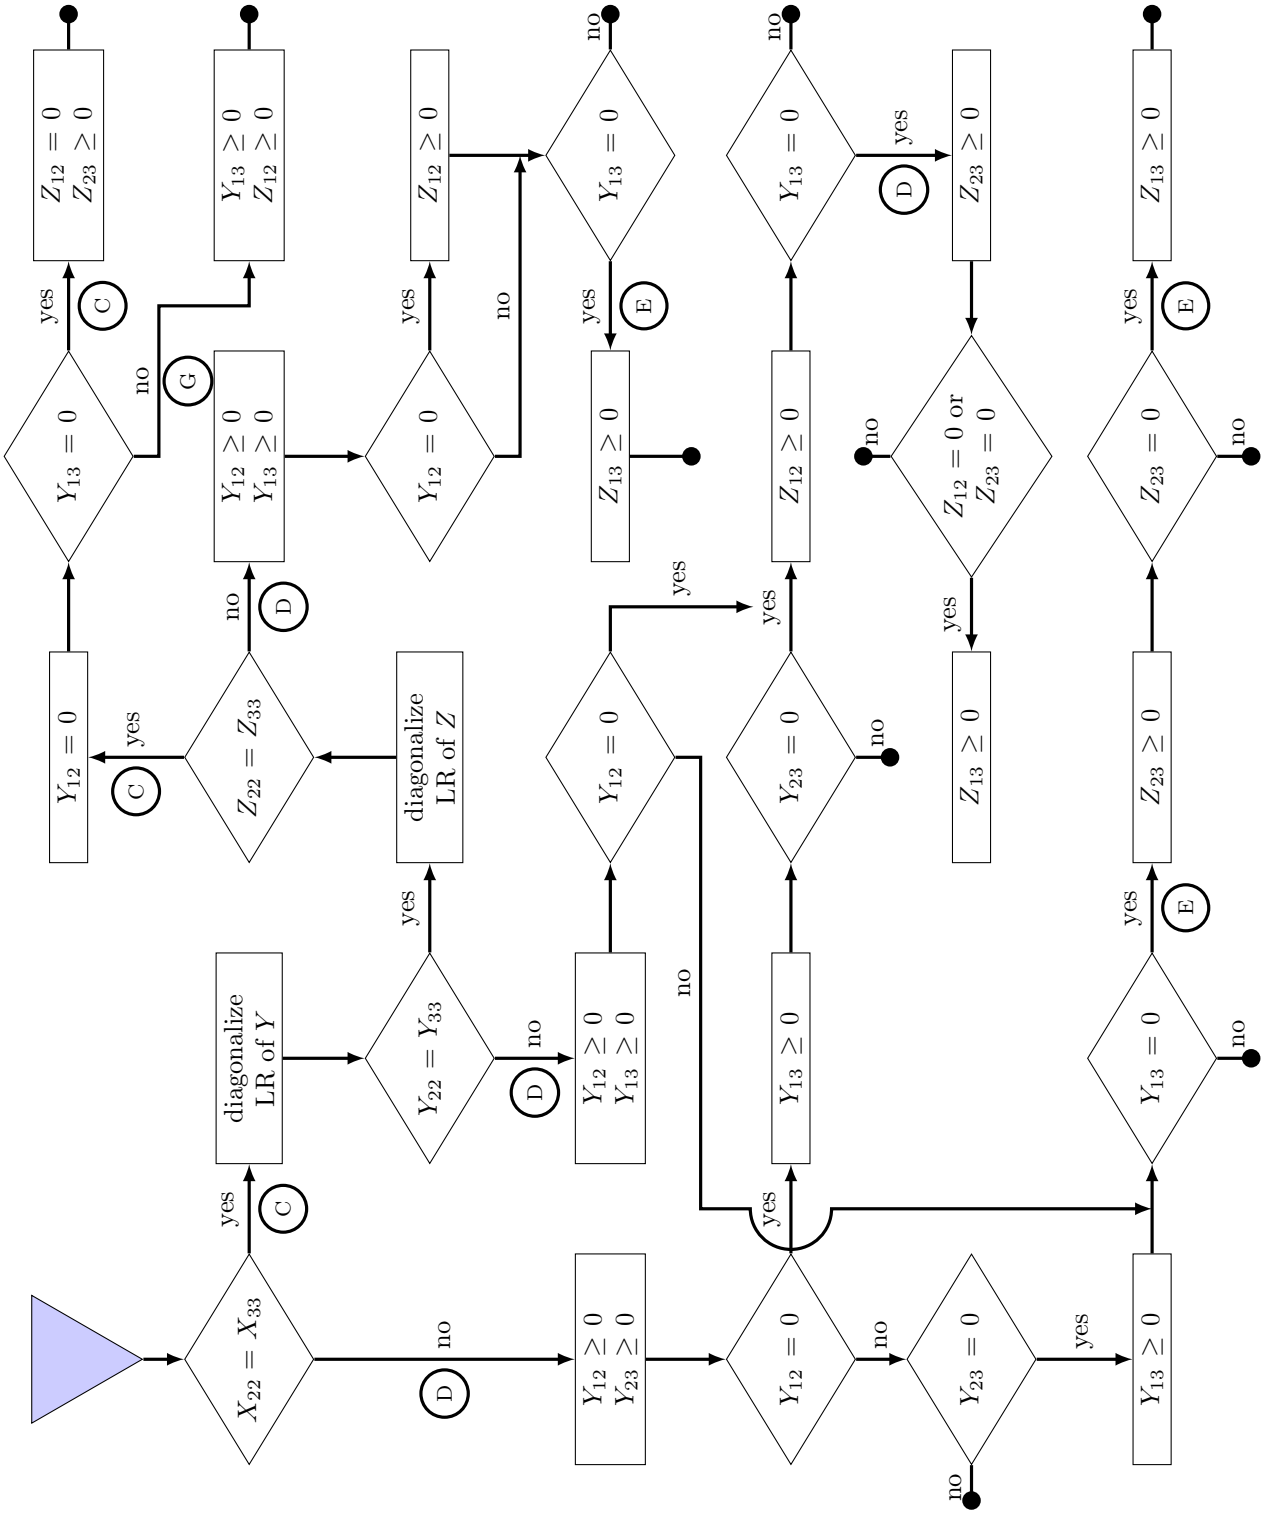 Y₁₂ = 0
Y₁₃ = 0
yes
C
Z₁₂ = 0
Z₂₃ ≥ 0
yes
C
no
G
X₂₂ = X₃₃
yes
C
diagonalize
LR of Y
Z₂₂ = Z₃₃
no
D
Y₁₂ ≥ 0
Y₁₃ ≥ 0
Y₁₃ ≥ 0
Z₁₂ ≥ 0
no
D
Y₂₂ = Y₃₃
yes
diagonalize
LR of Z
Y₁₂ = 0
yes
Z₁₂ ≥ 0
no
D
no
Y₁₂ ≥ 0
Y₂₃ ≥ 0
Y₁₂ ≥ 0
Y₁₃ ≥ 0
Y₁₂ = 0
Z₁₃ ≥ 0
yes
E
Y₁₃ = 0
no
no
yes
Y₁₂ = 0
yes
Y₁₃ ≥ 0
Y₂₃ = 0
yes
Z₁₂ ≥ 0
Y₁₃ = 0
no
no
no
no
yes
D
no
Y₂₃ = 0
Z₁₃ ≥ 0
yes
Z₁₂ = 0 or
Z₂₃ = 0
Z₂₃ ≥ 0
yes
Y₁₃ ≥ 0
Y₁₃ = 0
yes
E
Z₂₃ ≥ 0
Z₂₃ = 0
yes
E
Z₁₃ ≥ 0
no
no